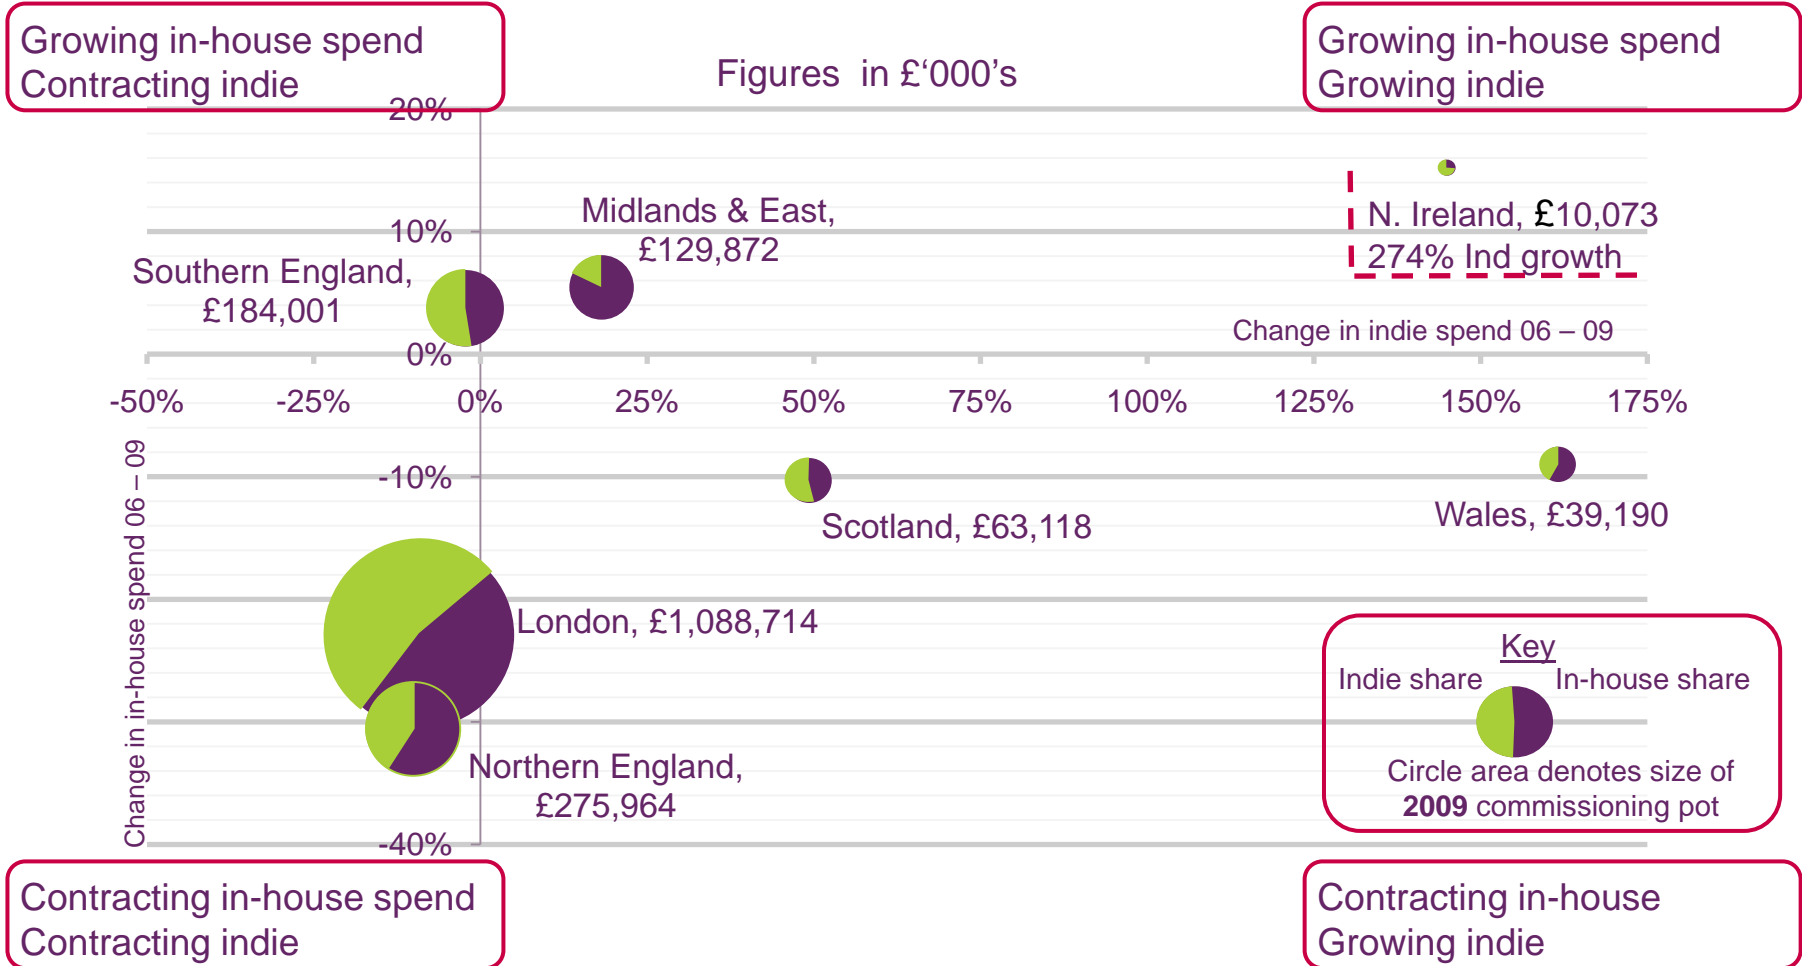 Growing in-house spend
Contracting indie
Growing in-house spend
Growing indie
Figures in £‘000’s
20%
10%
0%
-10%
-40%
N. Ireland, £10,073
274% Ind growth
Midlands & East,
£129,872
Southern England,
£184,001
Change in indie spend 06 – 09
-50%
-25%
0%
25%
50%
75%
100%
125%
150%
175%
Change in in-house spend 06 – 09
Scotland, £63,118
Wales, £39,190
London, £1,088,714
Northern England,
£275,964
Key
Indie share
In-house share
Circle area denotes size of
2009 commissioning pot
Contracting in-house spend
Contracting indie
Contracting in-house
Growing indie